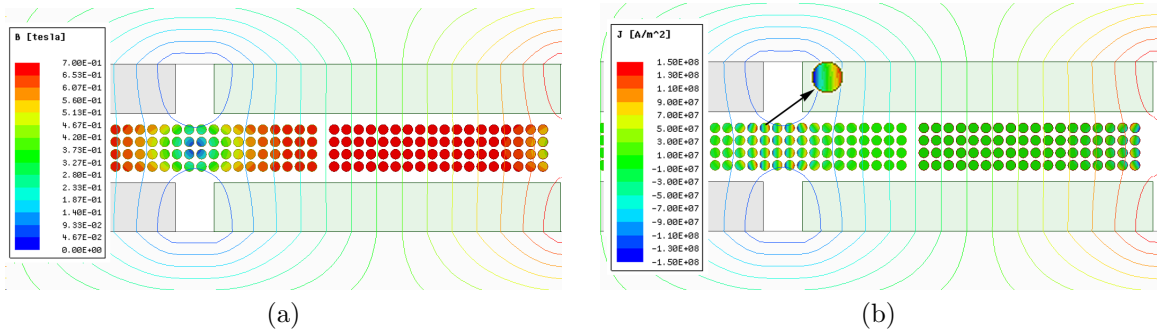 B [tesla]
7.00E-01
6.53E-01
6.07E-01
5.60E-01
5.13E-01
4.67E-01
4.20E-01
3.73E-01
3.27E-01
2.80E-01
2.33E-01
1.87E-01
1.40E-01
9.33E-02
4.67E-02
0.00E+00
(a)
J [A/m^2]
1.50E+08
1.30E+08
1.10E+08
9.00E+07
7.00E+07
5.00E+07
3.00E+07
1.00E+07
-1.00E+07
-3.00E+07
-5.00E+07
-7.00E+07
-9.00E+07
-1.10E+08
-1.30E+08
-1.50E+08
(b)